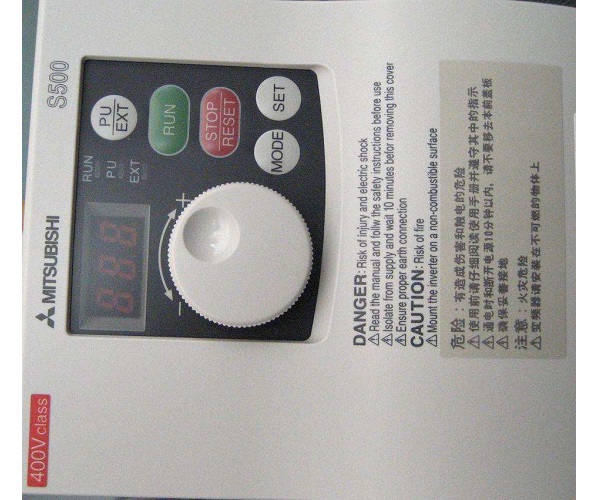 400V class
MITSUBISHI
S500
RUN
PU
EXT
PU
EXT
RUN
STOP
RESET
MODE
SET
−
+
DANGER: Risk of injury and electric shock
⚠ Read the manual and follw the safety instructions before use
⚠ Isolate from supply and wait 10 minutes befor removing this cover
⚠ Ensure proper earth connection
CAUTION: Risk of fire
⚠ Mount the inverter on a non-combustible surface
危险：有造成伤害和触电的危险
⚠ 使用前请仔细阅读使用手册并遵守其中的指示
⚠ 通电时和断开电源10分钟以内，请不要移去本前盖板
⚠ 确保妥善接地
注意：火灾危险
⚠ 变频器请安装在不可燃的物体上